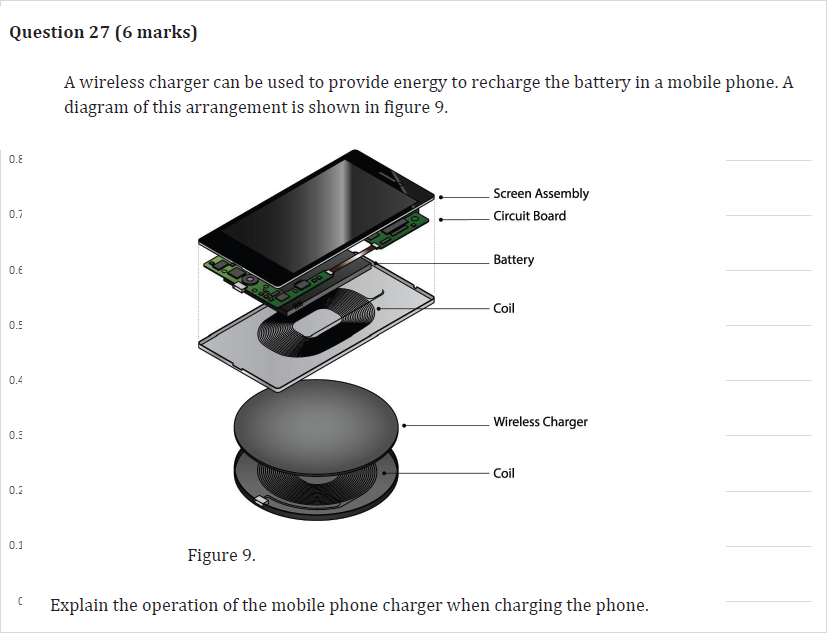 Question 27 (6 marks)
A wireless charger can be used to provide energy to recharge the battery in a mobile phone. A
diagram of this arrangement is shown in figure 9.
0.8
Screen Assembly
0.7
Circuit Board
Battery
0.6
Coil
0.5
0.4
Wireless Charger
0.3
Coil
0.2
0.1
Figure 9.
Explain the operation of the mobile phone charger when charging the phone.